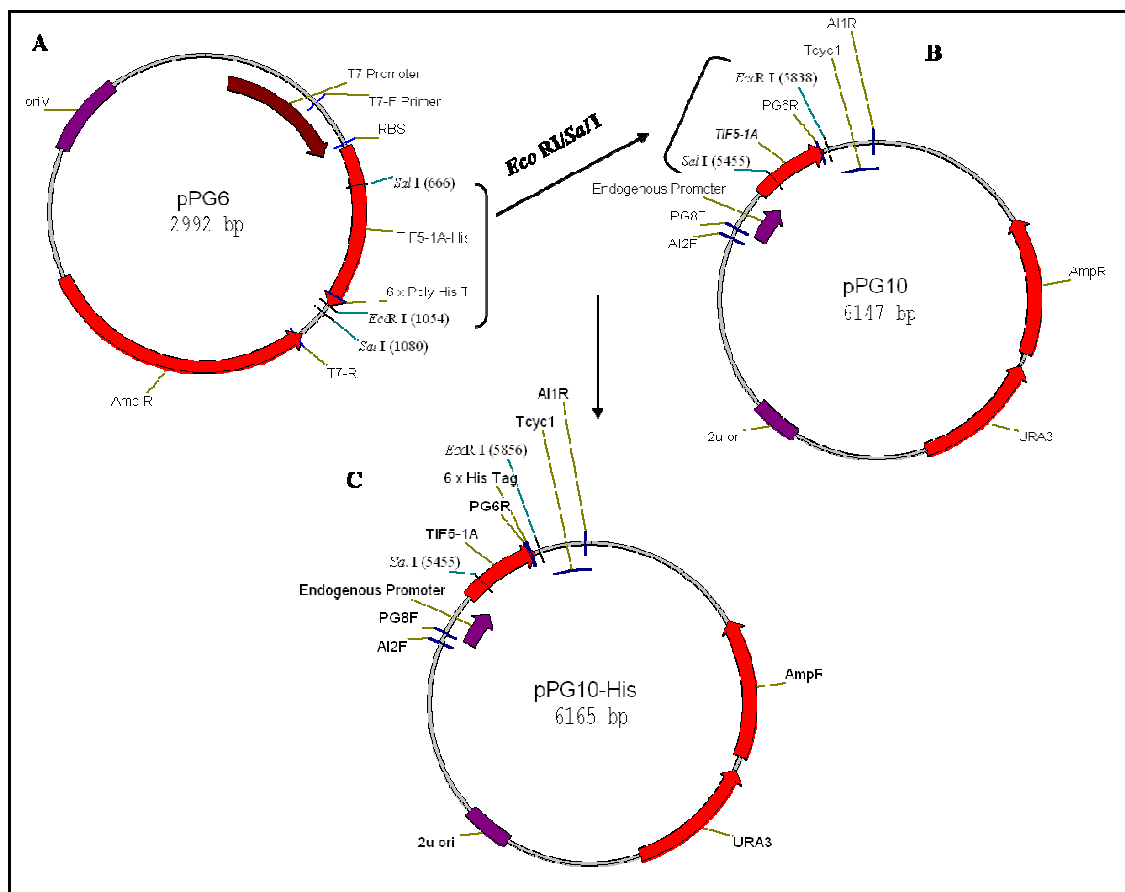 A
T7 Promoter
T7-F Primer
RBS
oriV
Sal I (666)
pPG6
2992 bp
TIF5-1A-His
6 x Poly His T
EcoR I (1054)
Sal I (1080)
T7-R
Amp R
Eco RI/Sal I
B
AI1R
Tcyc1
EcoR I (5838)
PG6R
TIF5-1A
Sal I (5455)
Endogenous Promoter
PG8F
AI2F
pPG10
6147 bp
AmpR
2u ori
URA3
C
AI1R
Tcyc1
EcoR I (5856)
6 x His Tag
PG6R
TIF5-1A
Sal I (5455)
Endogenous Promoter
PG8F
AI2F
pPG10-His
6165 bp
AmpR
2u ori
URA3